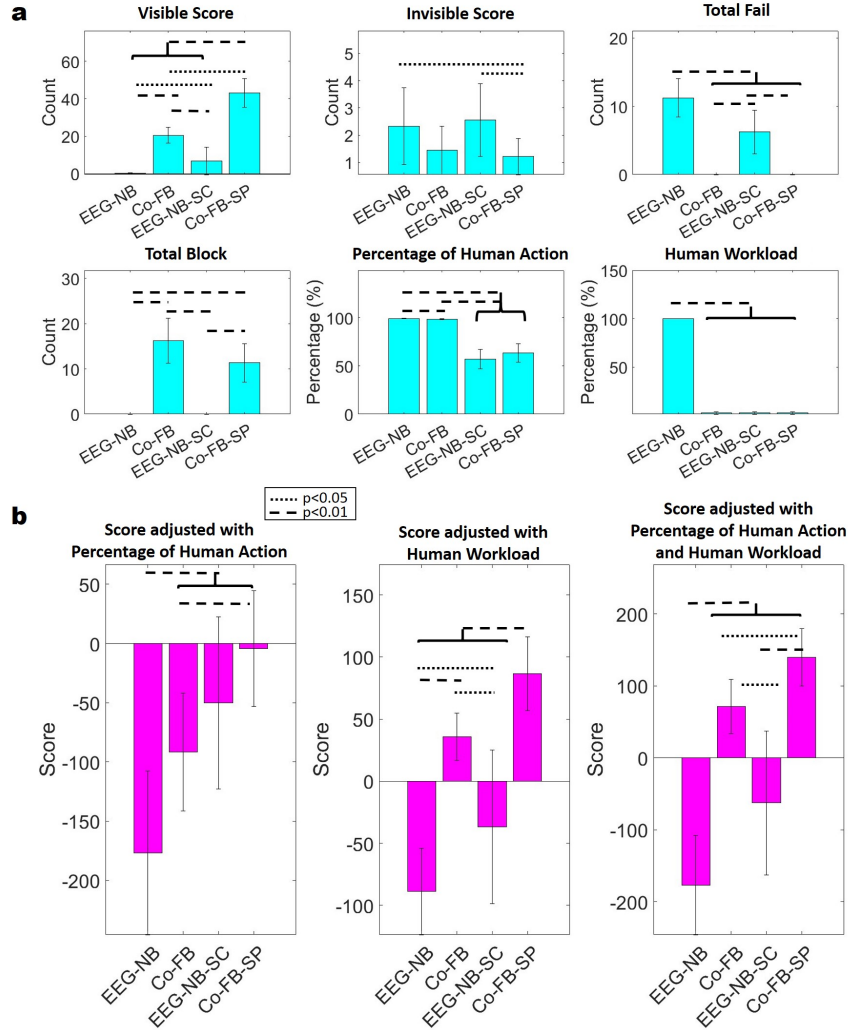 a
Visible Score
Count
60
40
20
0
EEG-NB
Co-FB
EEG-NB-SC
Co-FB-SP
Invisible Score
Count
5
4
3
2
1
EEG-NB
Co-FB
EEG-NB-SC
Co-FB-SP
Total Fail
Count
20
10
0
EEG-NB
Co-FB
EEG-NB-SC
Co-FB-SP
Total Block
Count
30
20
10
0
EEG-NB
Co-FB
EEG-NB-SC
Co-FB-SP
Percentage of Human Action
Percentage (%)
100
50
0
EEG-NB
Co-FB
EEG-NB-SC
Co-FB-SP
Human Workload
Percentage (%)
150
100
50
EEG-NB
Co-FB
EEG-NB-SC
Co-FB-SP
p<0.05
p<0.01
b
Score adjusted with
Percentage of Human Action
Score
50
0
-50
-100
-150
-200
EEG-NB
Co-FB
EEG-NB-SC
Co-FB-SP
Score adjusted with
Human Workload
Score
150
100
50
0
-50
-100
EEG-NB
Co-FB
EEG-NB-SC
Co-FB-SP
Score adjusted with
Percentage of Human Action
and Human Workload
Score
200
100
0
-100
-200
EEG-NB
Co-FB
EEG-NB-SC
Co-FB-SP